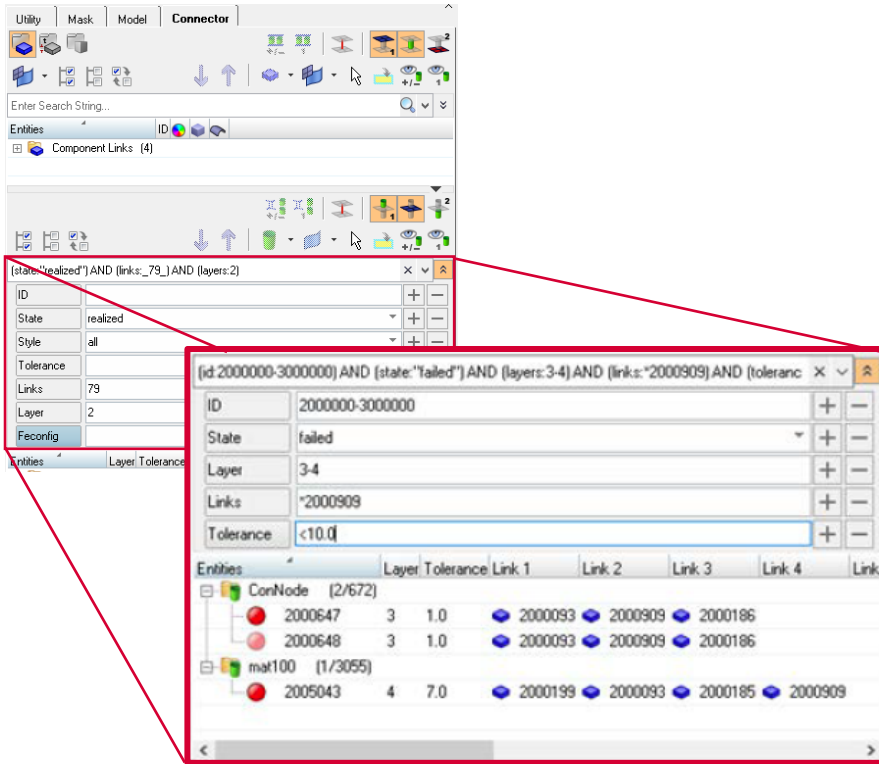 Utility Mask Model Connector
Enter Search String...
Entities ID
Component Links (4)
(state:"realized") AND (links:_79_) AND (layers:2)
ID
State realized
Style all
Tolerance
Links 79
Layer 2
Feconfig
Entities Layer Tolerance
(id:2000000-3000000) AND (state:"failed") AND (layers:3-4) AND (links:*2000909) AND (toleranc
ID 2000000-3000000
State failed
Layer 3-4
Links *2000909
Tolerance <10.0
Entities Layer Tolerance Link 1 Link 2 Link 3 Link 4 Link
ConNode (2/672)
2000647 3 1.0 2000093 2000909 2000186
2000648 3 1.0 2000093 2000909 2000186
mat100 (1/3055)
2005043 4 7.0 2000199 2000093 2000185 2000909